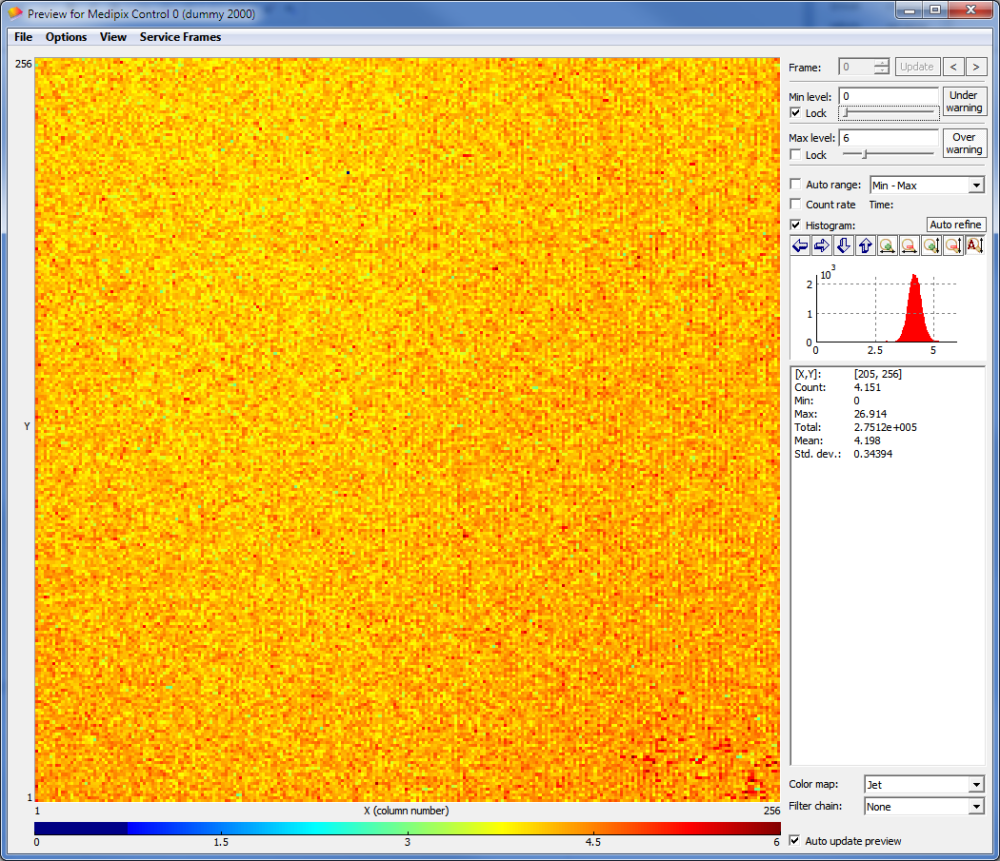 Preview for Medipix Control 0 (dummy 2000)
File Options View Service Frames
256
Y
1
1 X (column number) 256
0 1.5 3 4.5 6
Frame: 0 Update < >
Min level: 0 Under warning
Lock
Max level: 6 Over warning
Lock
Auto range: Min - Max
Count rate Time:
Histogram: Auto refine
A
10^3
2
1
0
0 2.5 5
[X,Y]: [205, 256]
Count: 4.151
Min: 0
Max: 26.914
Total: 2.7512e+005
Mean: 4.198
Std. dev.: 0.34394
Color map: Jet
Filter chain: None
Auto update preview